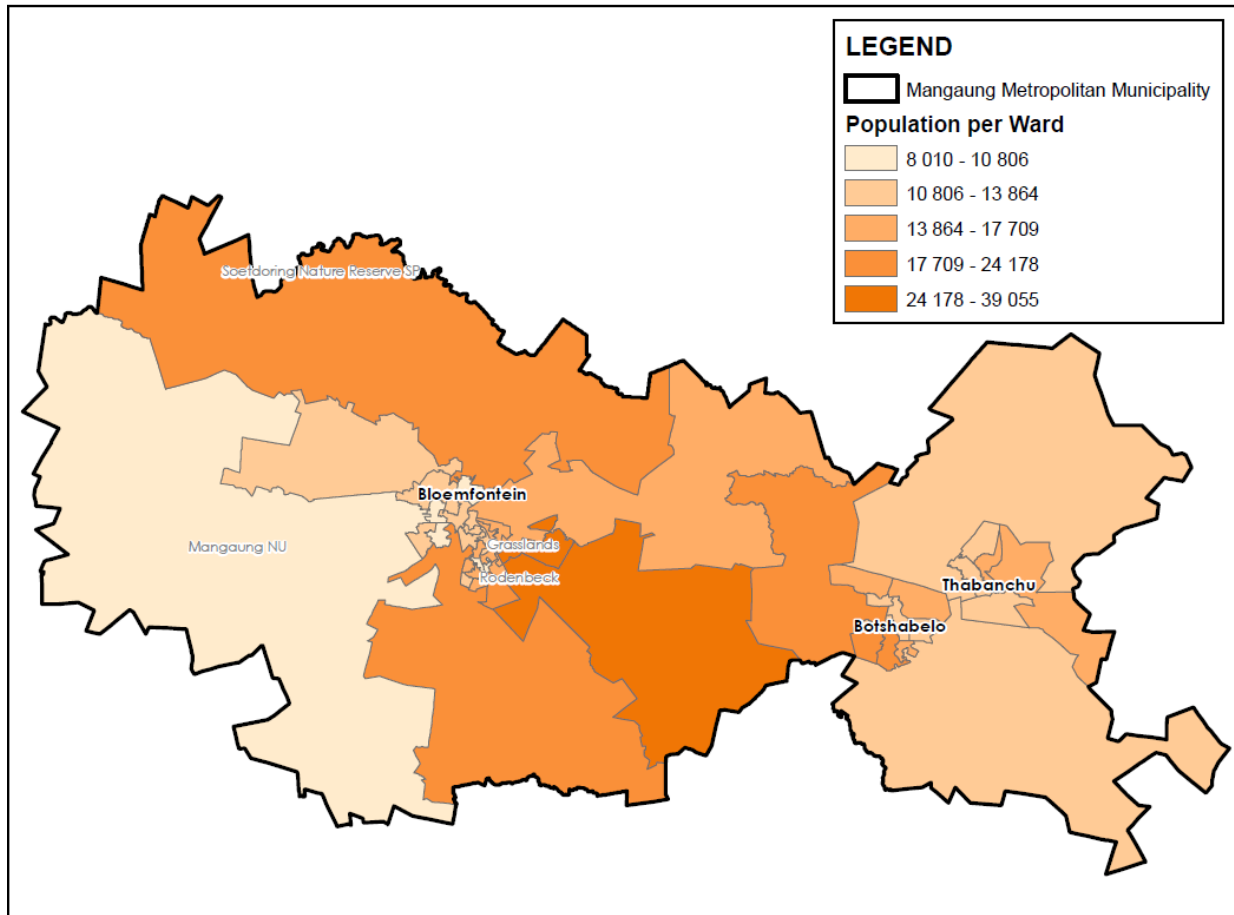 LEGEND
Mangaung Metropolitan Municipality
Population per Ward
8 010 - 10 806
10 806 - 13 864
13 864 - 17 709
17 709 - 24 178
24 178 - 39 055
Soetdoring Nature Reserve SP
Bloemfontein
Mangaung NU
Grasslands
Rodenbeck
Thabanchu
Botshabelo